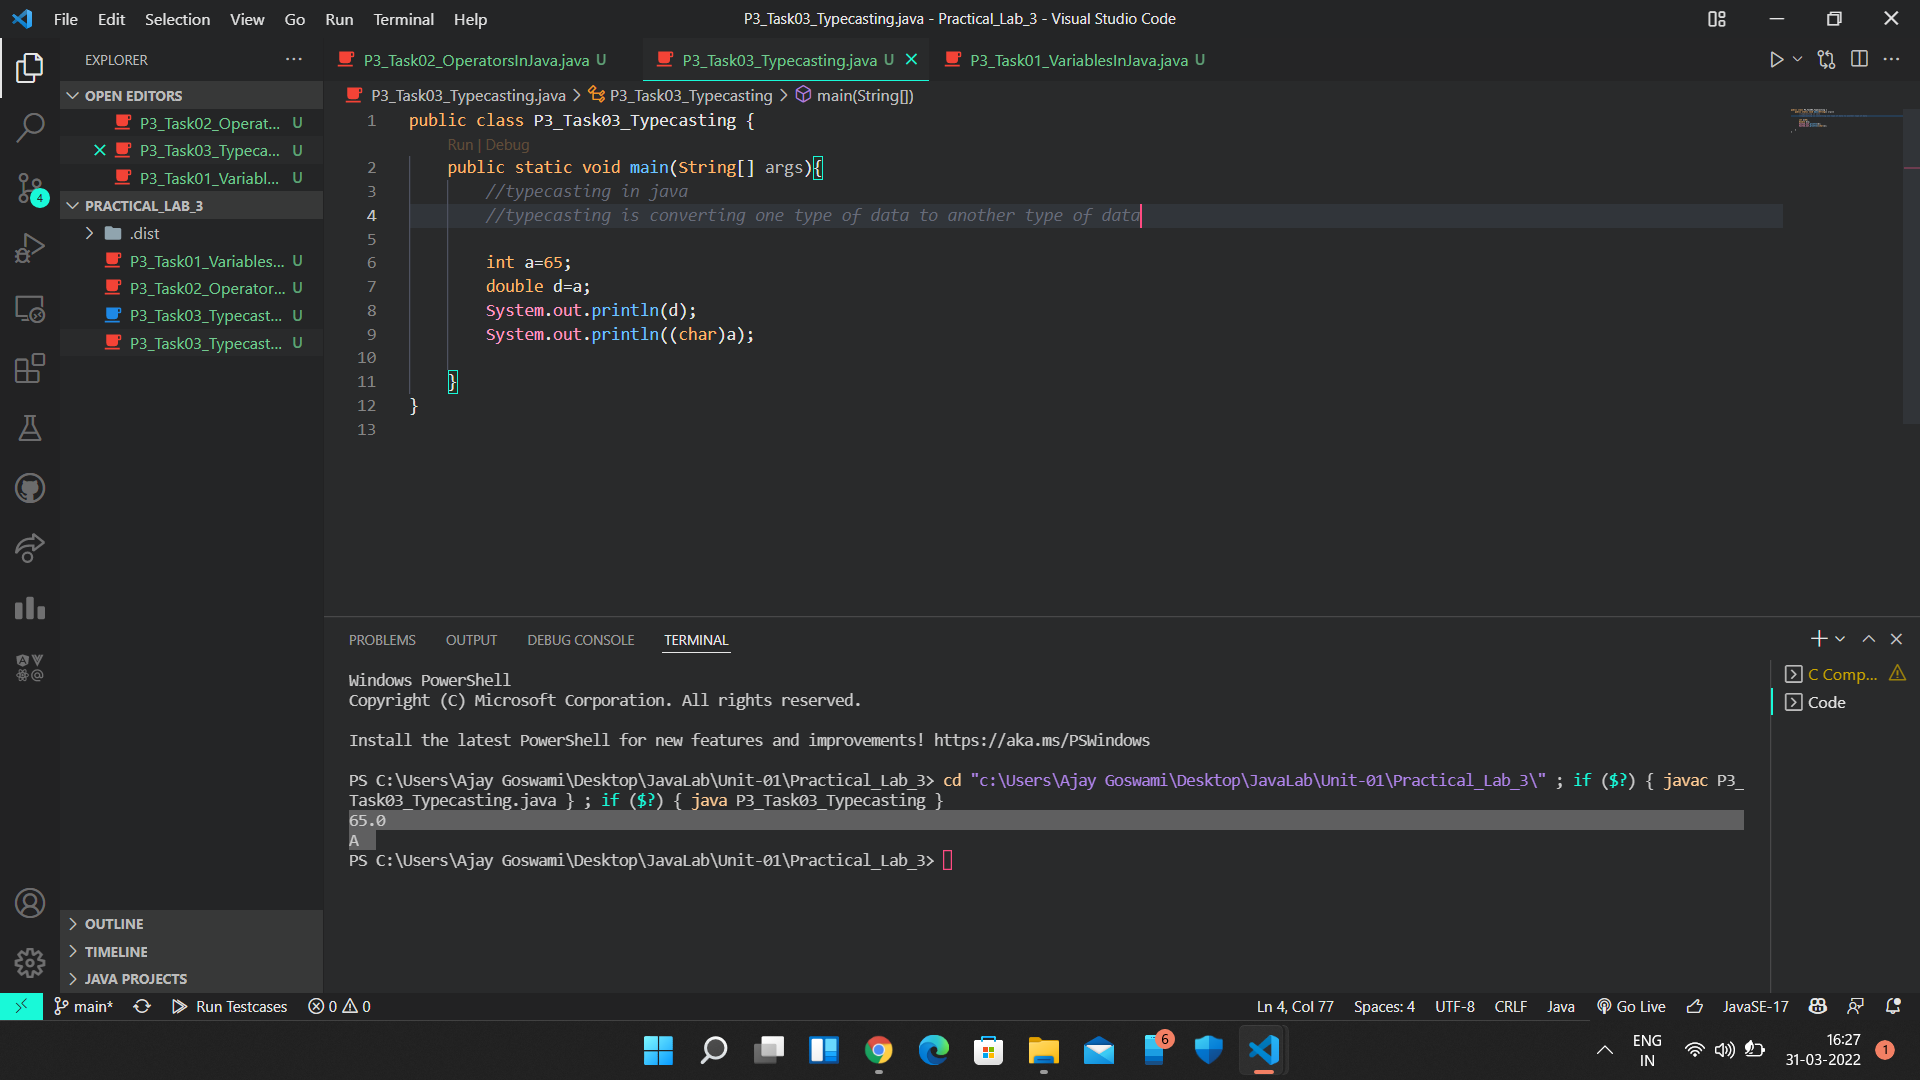 File Edit Selection View Go Run Terminal Help
P3_Task03_Typecasting.java - Practical_Lab_3 - Visual Studio Code
EXPLORER
OPEN EDITORS
P3_Task02_Operat... U
P3_Task03_Typeca... U
P3_Task01_Variabl... U
PRACTICAL_LAB_3
.dist
P3_Task01_Variables... U
P3_Task02_Operator... U
P3_Task03_Typecast... U
P3_Task03_Typecast... U
4
OUTLINE
TIMELINE
JAVA PROJECTS
P3_Task02_OperatorsInJava.java U
P3_Task03_Typecasting.java U
P3_Task01_VariablesInJava.java U
P3_Task03_Typecasting.java > P3_Task03_Typecasting > main(String[])
1 public class P3_Task03_Typecasting {
Run | Debug
2 public static void main(String[] args){
3 //typecasting in java
4 //typecasting is converting one type of data to another type of data
5
6 int a=65;
7 double d=a;
8 System.out.println(d);
9 System.out.println((char)a);
10
11 }
12 }
13
PROBLEMS OUTPUT DEBUG CONSOLE TERMINAL
Windows PowerShell
Copyright (C) Microsoft Corporation. All rights reserved.
Install the latest PowerShell for new features and improvements! https://aka.ms/PSWindows
PS C:\Users\Ajay Goswami\Desktop\JavaLab\Unit-01\Practical_Lab_3> cd "c:\Users\Ajay Goswami\Desktop\JavaLab\Unit-01\Practical_Lab_3\" ; if ($?) { javac P3_
Task03_Typecasting.java } ; if ($?) { java P3_Task03_Typecasting }
65.0
A
PS C:\Users\Ajay Goswami\Desktop\JavaLab\Unit-01\Practical_Lab_3>
C Comp...
Code
main* Run Testcases 0 0
Ln 4, Col 77 Spaces: 4 UTF-8 CRLF Java Go Live JavaSE-17
6
ENG
IN
16:27
31-03-2022
1